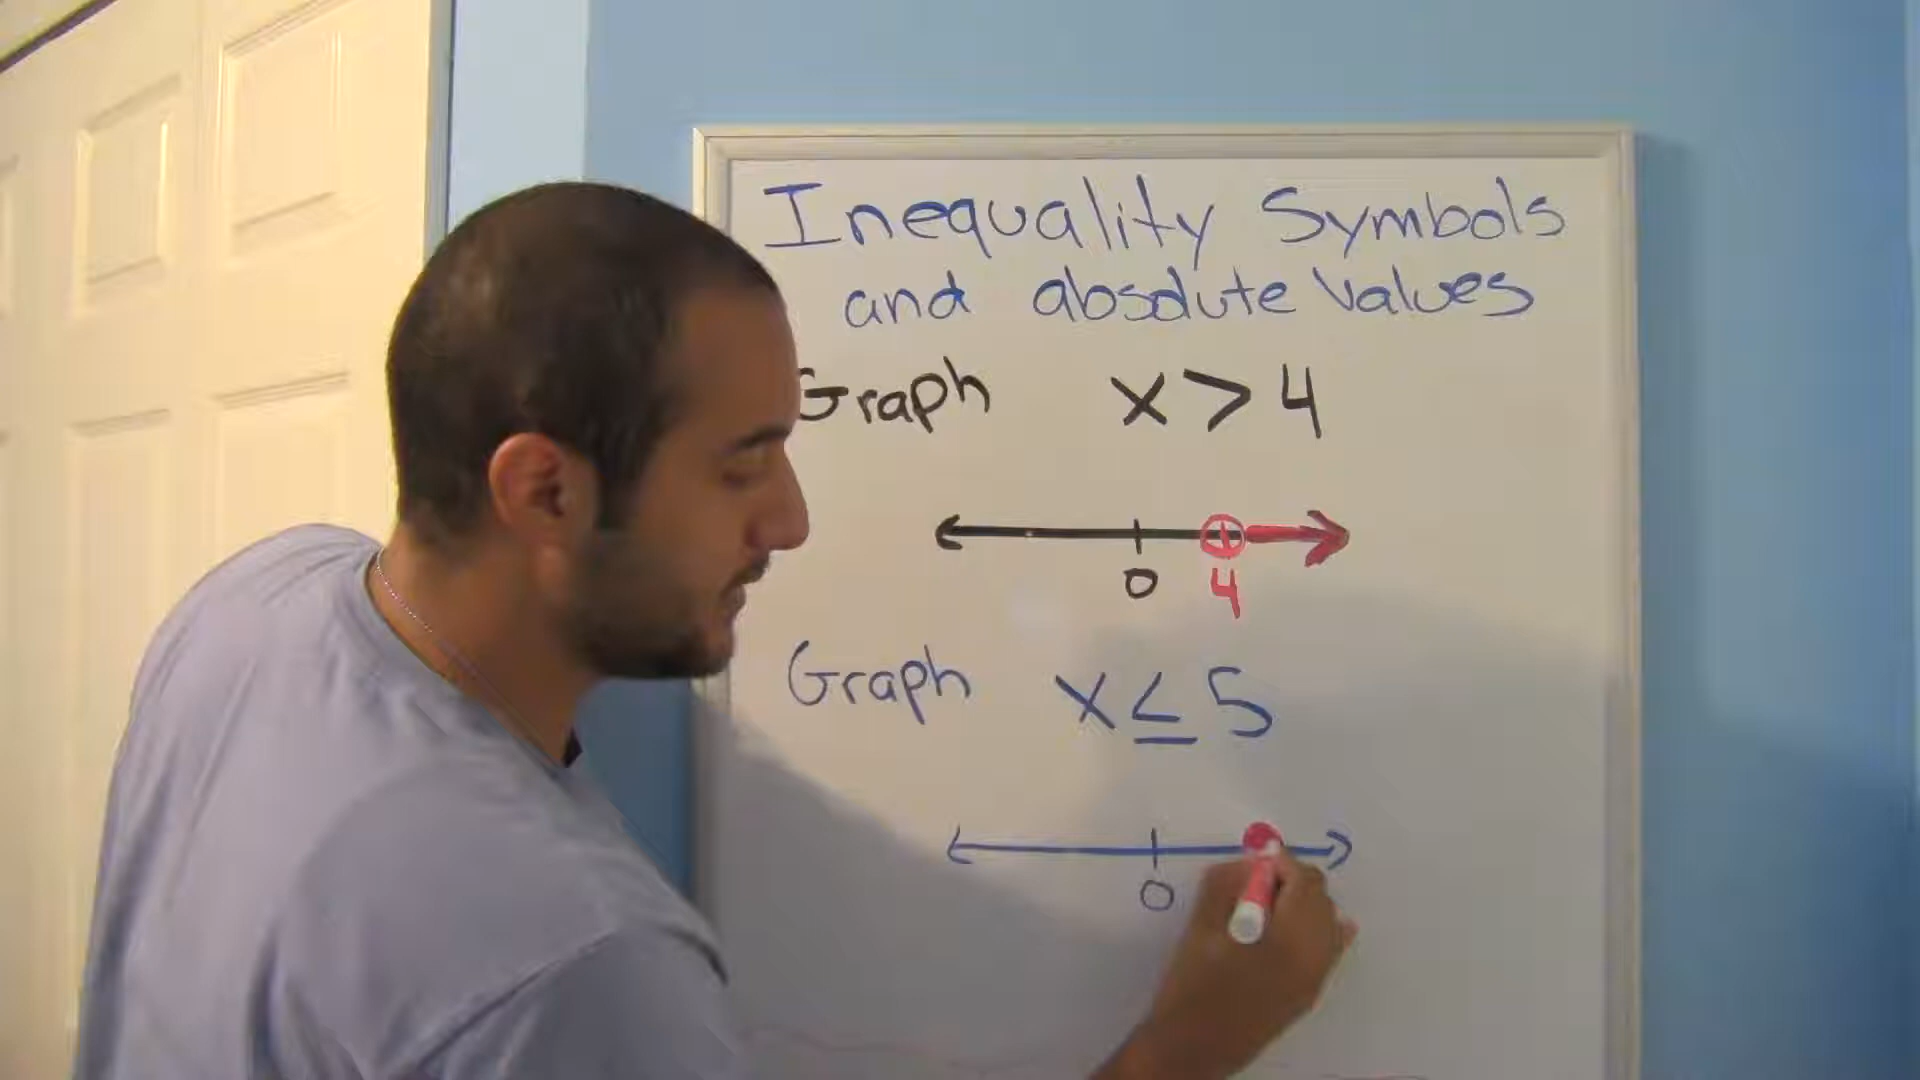 Inequality Symbols
and absolute Values
Graph x > 4
0 4
Graph x ≤ 5
0